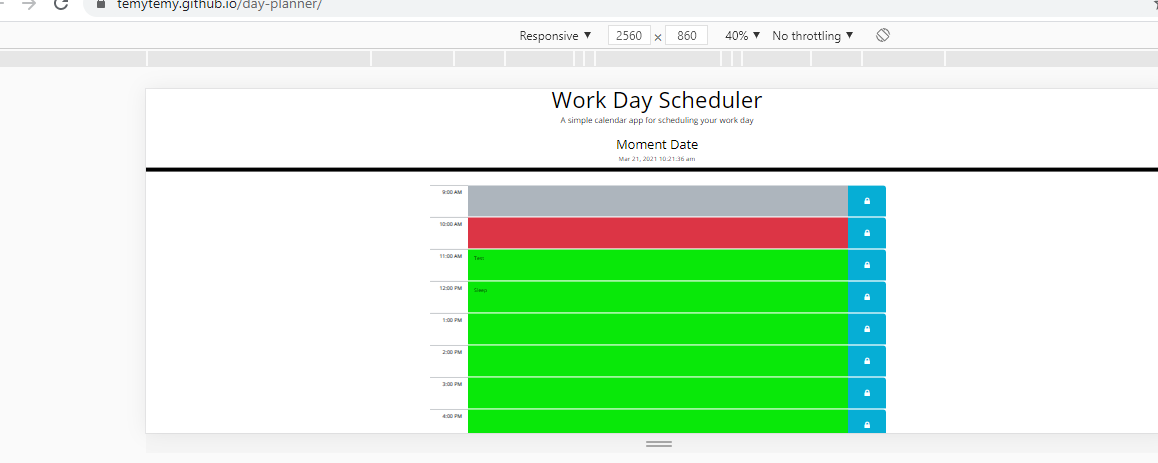 temytemy.github.io/day-planner/
Responsive ▼ 2560 × 860 40% ▼ No throttling ▼
Work Day Scheduler
A simple calendar app for scheduling your work day
Moment Date
Mar 21, 2021 10:21:36 am
9:00 AM
10:00 AM
11:00 AM
12:00 PM Sleep
1:00 PM
2:00 PM
3:00 PM
4:00 PM